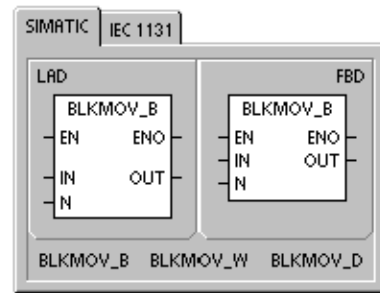 SIMATIC IEC 1131
LAD FBD
BLKMOV_B BLKMOV_B
EN ENO EN ENO
IN OUT IN OUT
N N
BLKMOV_B BLKMOV_W BLKMOV_D